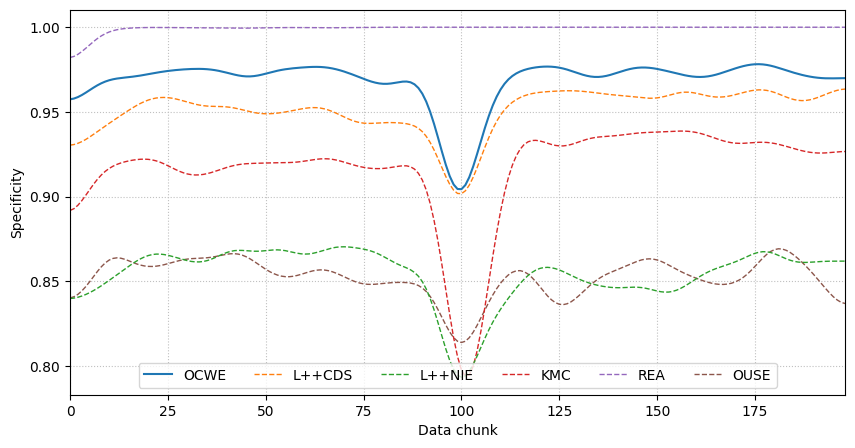 Specificity
1.00
0.95
0.90
0.85
0.80
OCWE L++CDS L++NIE KMC REA OUSE
0 25 50 75 100 125 150 175
Data chunk